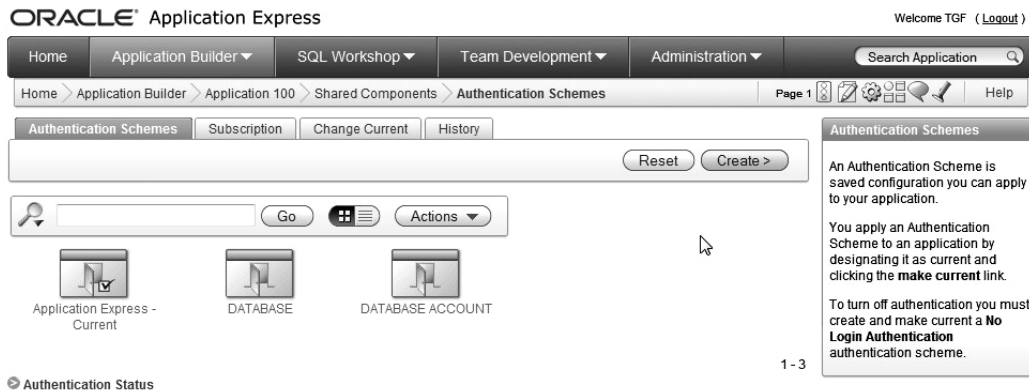 ORACLE Application Express
Welcome TGF ( Logout )
Home Application Builder SQL Workshop Team Development Administration Search Application
Home Application Builder Application 100 Shared Components Authentication Schemes Page 1 Help
Authentication Schemes Subscription Change Current History
Reset Create >
Go Actions
Application Express -
Current
DATABASE
DATABASE ACCOUNT
1 - 3
Authentication Status
Authentication Schemes
An Authentication Scheme is
saved configuration you can apply
to your application.
You apply an Authentication
Scheme to an application by
designating it as current and
clicking the make current link.
To turn off authentication you must
create and make current a No
Login Authentication
authentication scheme.